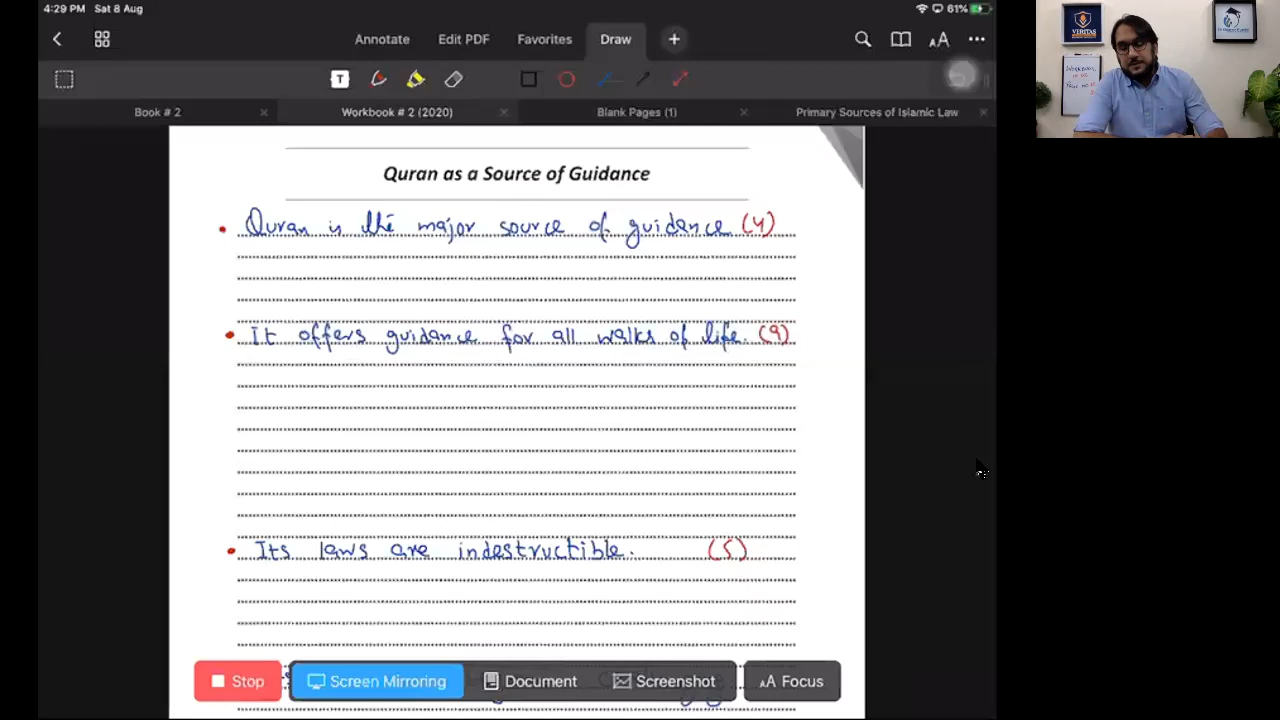 4:29 PM Sat 8 Aug 61%
Annotate Edit PDF Favorites Draw
AA
T
Book # 2 Workbook # 2 (2020) Blank Pages (1) Primary Sources of Islamic Law
VERITAS
Quran as a Source of Guidance
• Quran is the major source of guidance (4)
• It offers guidance for all walks of life. (9)
• Its laws are indestructible. (5)
Stop Screen Mirroring Document Screenshot AA Focus